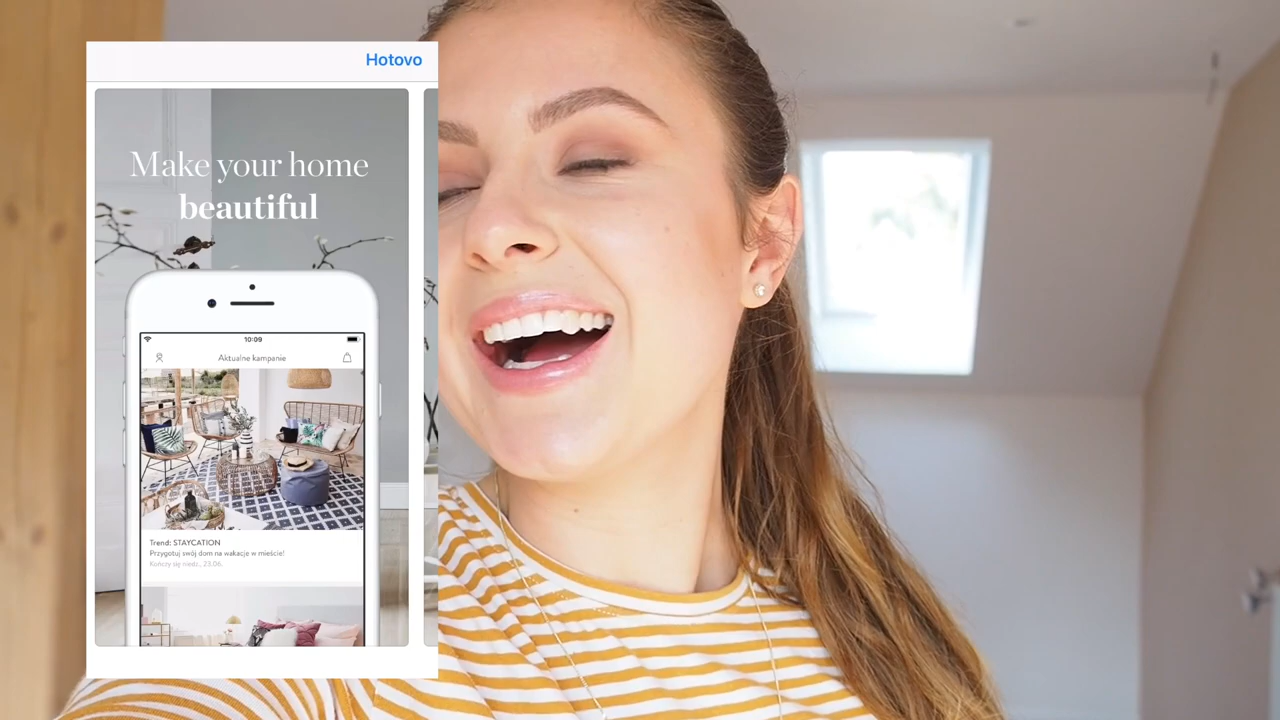 Hotovo
Make your home
beautiful
10:09
Aktualne kampanie
Trend: STAYCATION
Przygotuj swój dom na wakacje w mieście!
Kończy się niedz., 23.06.